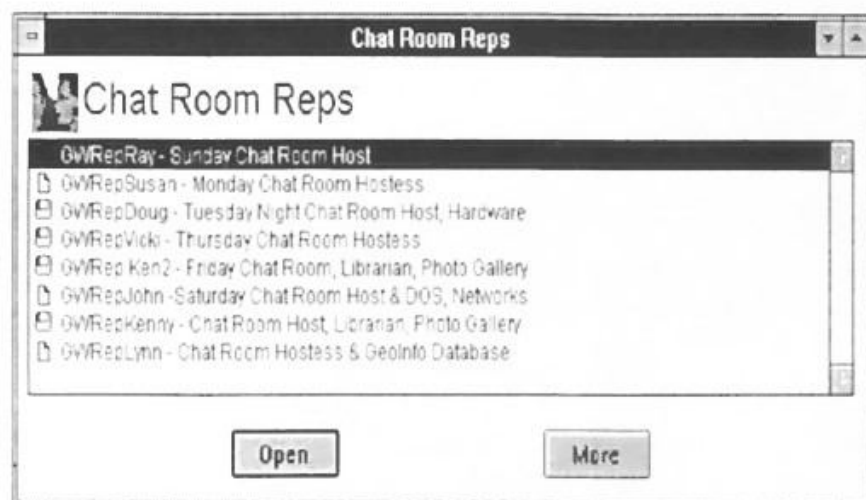 Chat Room Reps
Chat Room Reps
GWRepRay - Sunday Chat Room Host
GWRepSusan - Monday Chat Room Hostess
GWRepDoug - Tuesday Night Chat Room Host, Hardware
GWRepVicki - Thursday Chat Room Hostess
GWRep Ken2 - Friday Chat Room, Librarian, Photo Gallery
GWRepJohn -Saturday Chat Room Host & DOS, Networks
GWRepKenny - Chat Room Host, Librarian, Photo Gallery
GWRepLynn - Chat Room Hostess & GeoInfo Database
Open
More